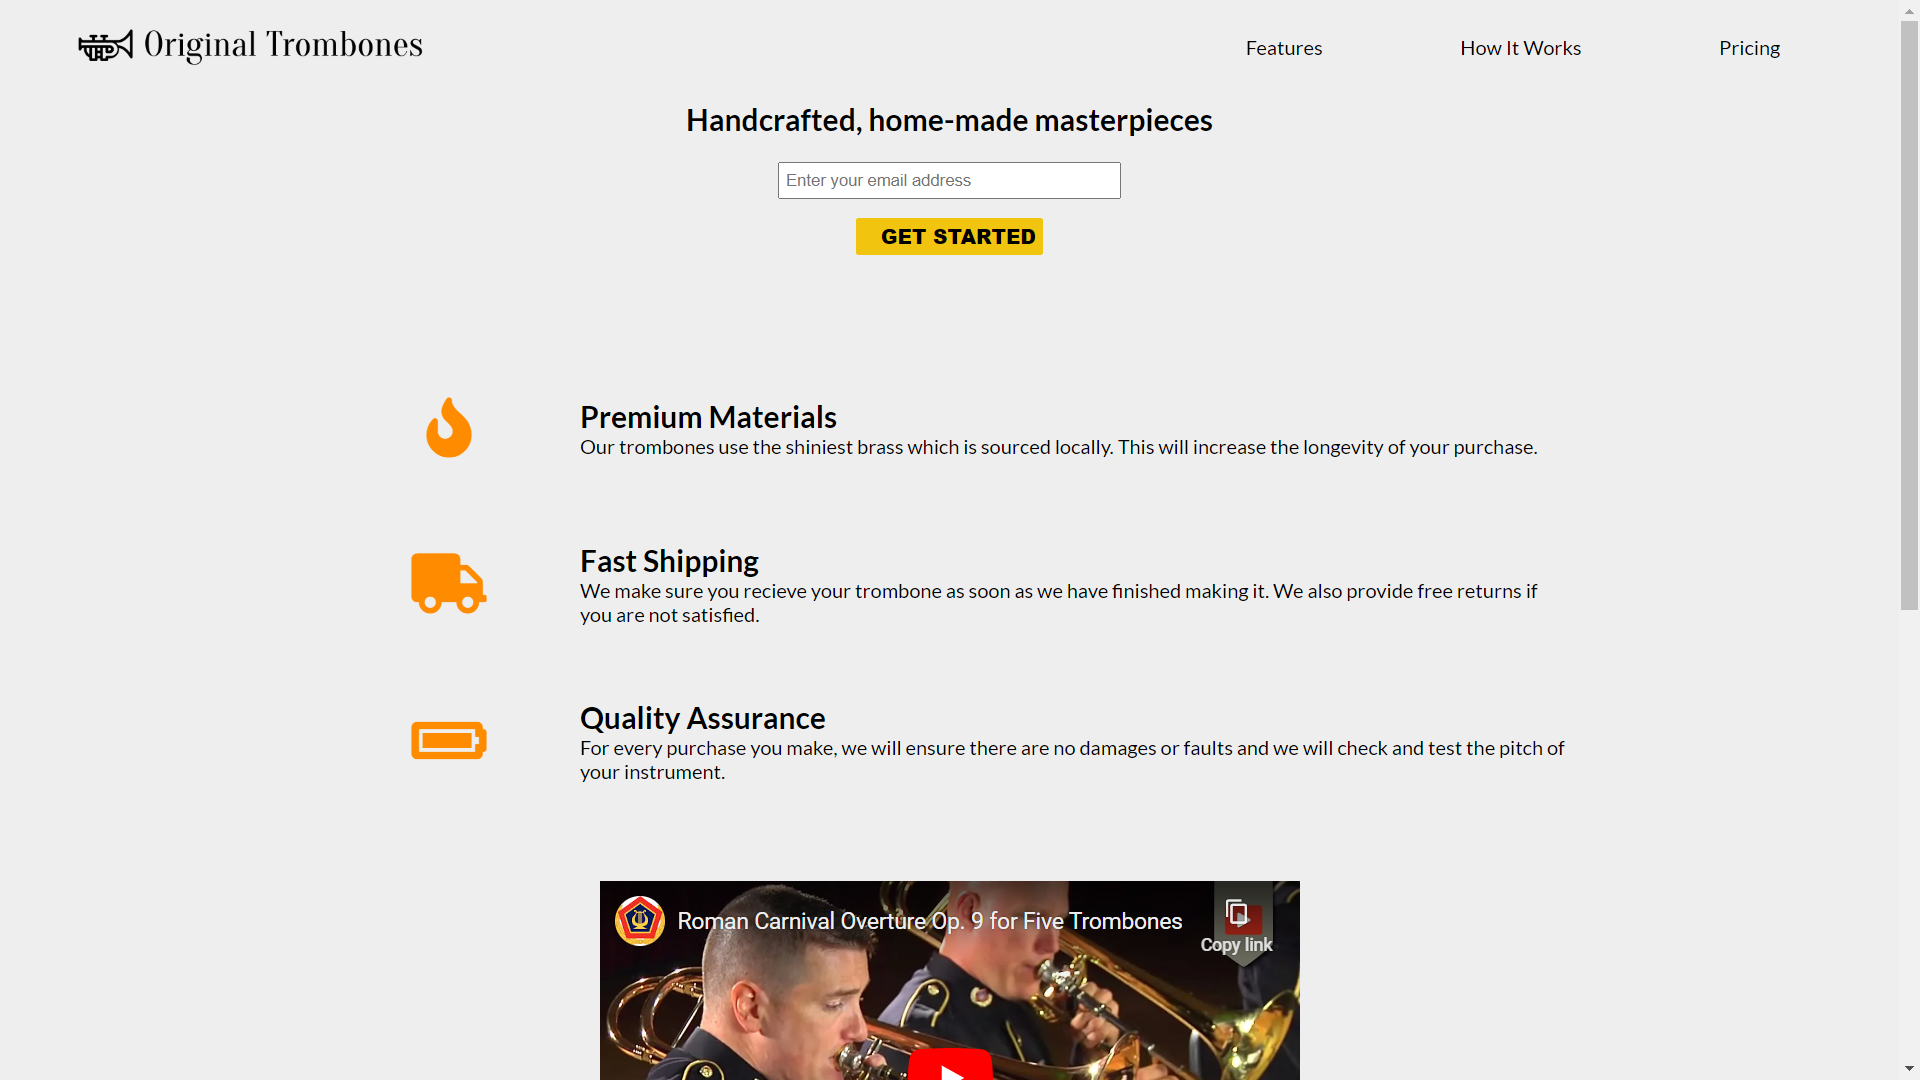 Original Trombones
Features
How It Works
Pricing
Handcrafted, home-made masterpieces
Enter your email address
GET STARTED
Premium Materials
Our trombones use the shiniest brass which is sourced locally. This will increase the longevity of your purchase.
Fast Shipping
We make sure you recieve your trombone as soon as we have finished making it. We also provide free returns if
you are not satisfied.
Quality Assurance
For every purchase you make, we will ensure there are no damages or faults and we will check and test the pitch of
your instrument.
Roman Carnival Overture Op. 9 for Five Trombones
Copy link